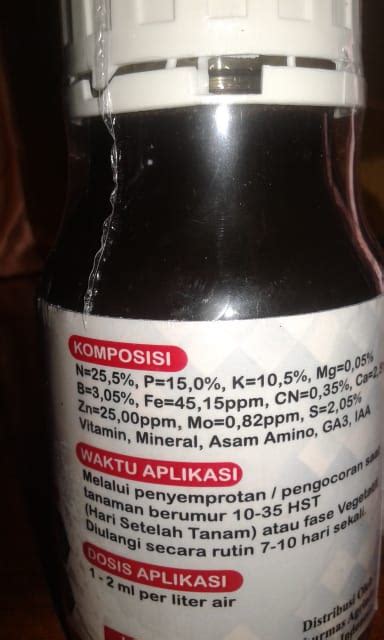 KOMPOSISI
N=25,5%, P=15,0%, K=10,5%, Mg=0,05%
B=3,05%, Fe=45,15ppm, CN=0,35%, Ca=2,5
Zn=25,00ppm, Mo=0,82ppm, S=2,05%
Vitamin, Mineral, Asam Amino, GA3, IAA
WAKTU APLIKASI
Melalui penyemprotan / pengocoran
tanaman berumur 10-35 HST
(Hari Setelah Tanam) atau fase
Diulangi secara rutin 7-10 hari sekali.
DOSIS APLIKASI
1 - 2 ml per liter air
Distribusi